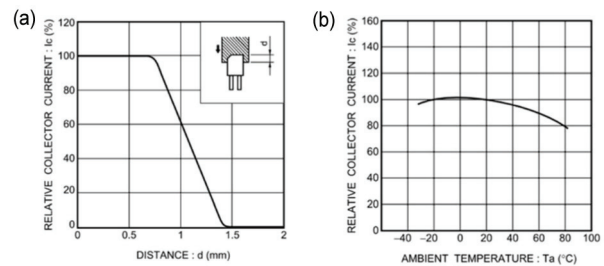 (a)
RELATIVE COLLECTOR CURRENT : Ic (%)
120
100
80
60
40
20
0
d
0 0.5 1 1.5 2
DISTANCE : d (mm)
(b)
RELATIVE COLLECTOR CURRENT : Ic (%)
160
140
120
100
80
60
40
20
0
−40 −20 0 20 40 60 80 100
AMBIENT TEMPERATURE : Ta (°C)